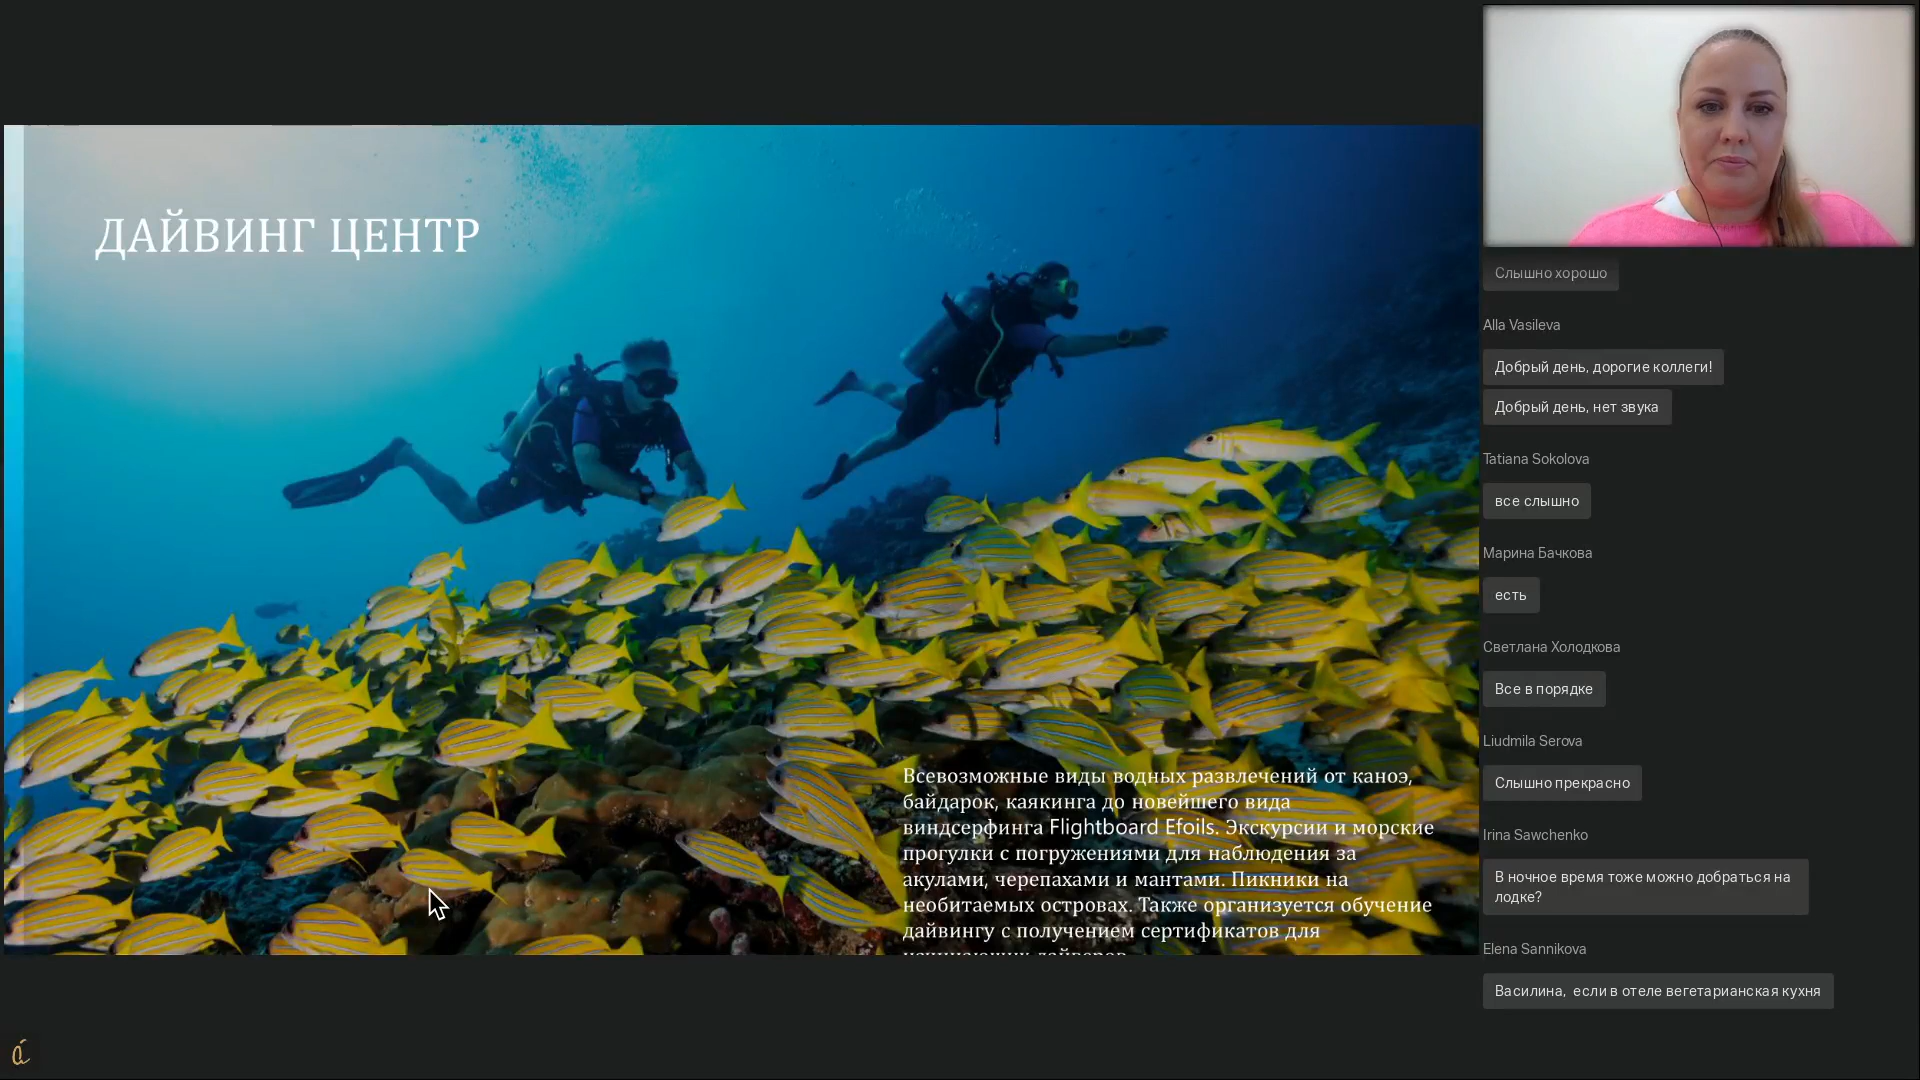 ДАЙВИНГ ЦЕНТР
Всевозможные виды водных развлечений от каноэ,
байдарок, каякинга до новейшего вида
виндсерфинга Flightboard Efoils. Экскурсии и морские
прогулки с погружениями для наблюдения за
акулами, черепахами и мантами. Пикники на
необитаемых островах. Также организуется обучение
дайвингу с получением сертификатов для
начинающих дайверов.
á
Слышно хорошо
Alla Vasileva
Добрый день, дорогие коллеги!
Добрый день, нет звука
Tatiana Sokolova
все слышно
Марина Бачкова
есть
Светлана Холодкова
Все в порядке
Liudmila Serova
Слышно прекрасно
Irina Sawchenko
В ночное время тоже можно добраться на
лодке?
Elena Sannikova
Василина,  если в отеле вегетарианская кухня